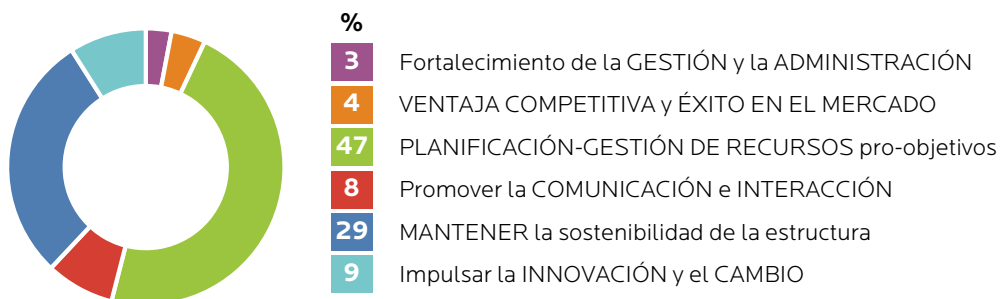 %
3 Fortalecimiento de la GESTIÓN y la ADMINISTRACIÓN
4 VENTAJA COMPETITIVA y ÉXITO EN EL MERCADO
47 PLANIFICACIÓN-GESTIÓN DE RECURSOS pro-objetivos
8 Promover la COMUNICACIÓN e INTERACCIÓN
29 MANTENER la sostenibilidad de la estructura
9 Impulsar la INNOVACIÓN y el CAMBIO